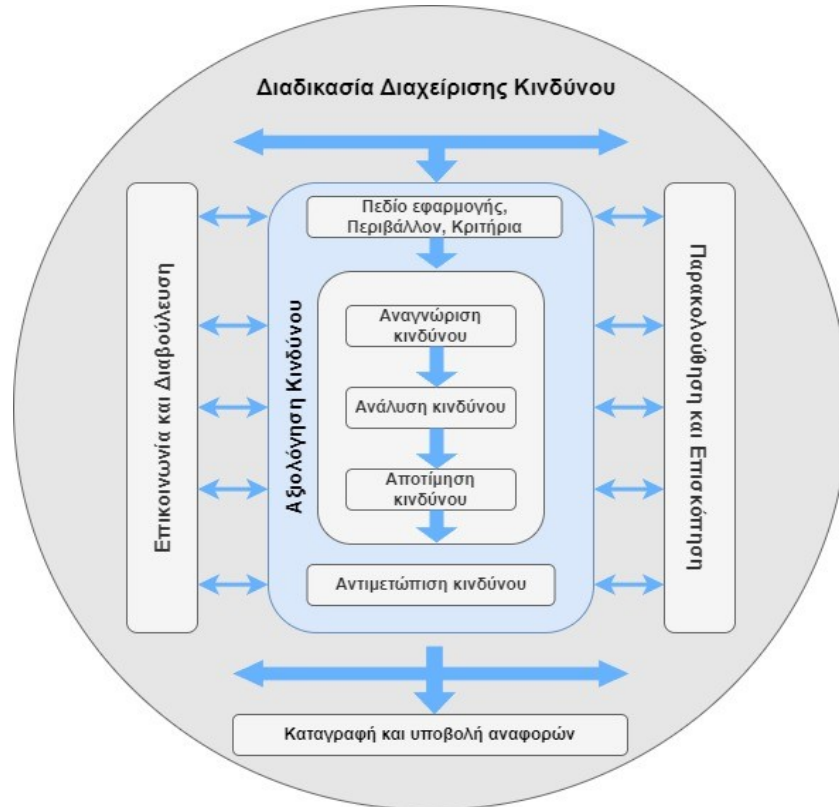 Διαδικασία Διαχείρισης Κινδύνου
Επικοινωνία και Διαβούλευση
Αξιολόγηση Κινδύνου
Πεδίο εφαρμογής,
Περιβάλλον, Κριτήρια
Αναγνώριση
κινδύνου
Ανάλυση κινδύνου
Αποτίμηση
κινδύνου
Αντιμετώπιση κινδύνου
Παρακολούθηση και Επισκόπηση
Καταγραφή και υποβολή αναφορών